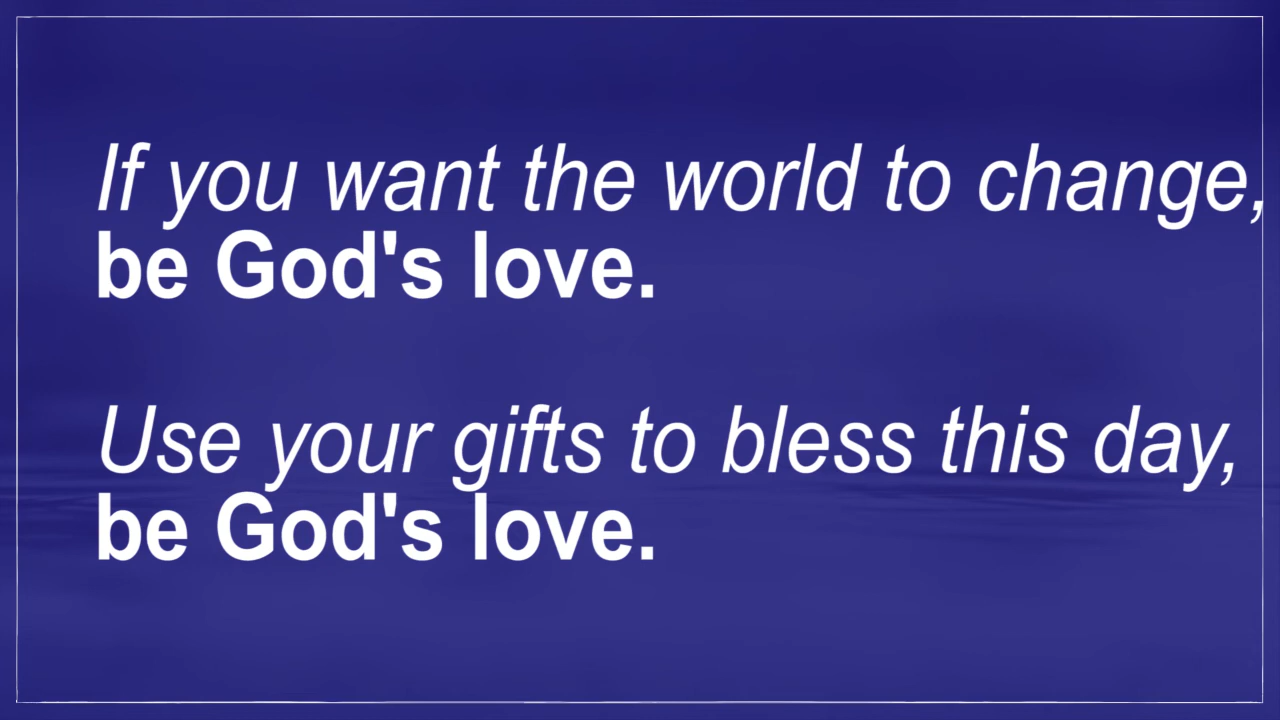 If you want the world to change,
be God's love.
Use your gifts to bless this day,
be God's love.